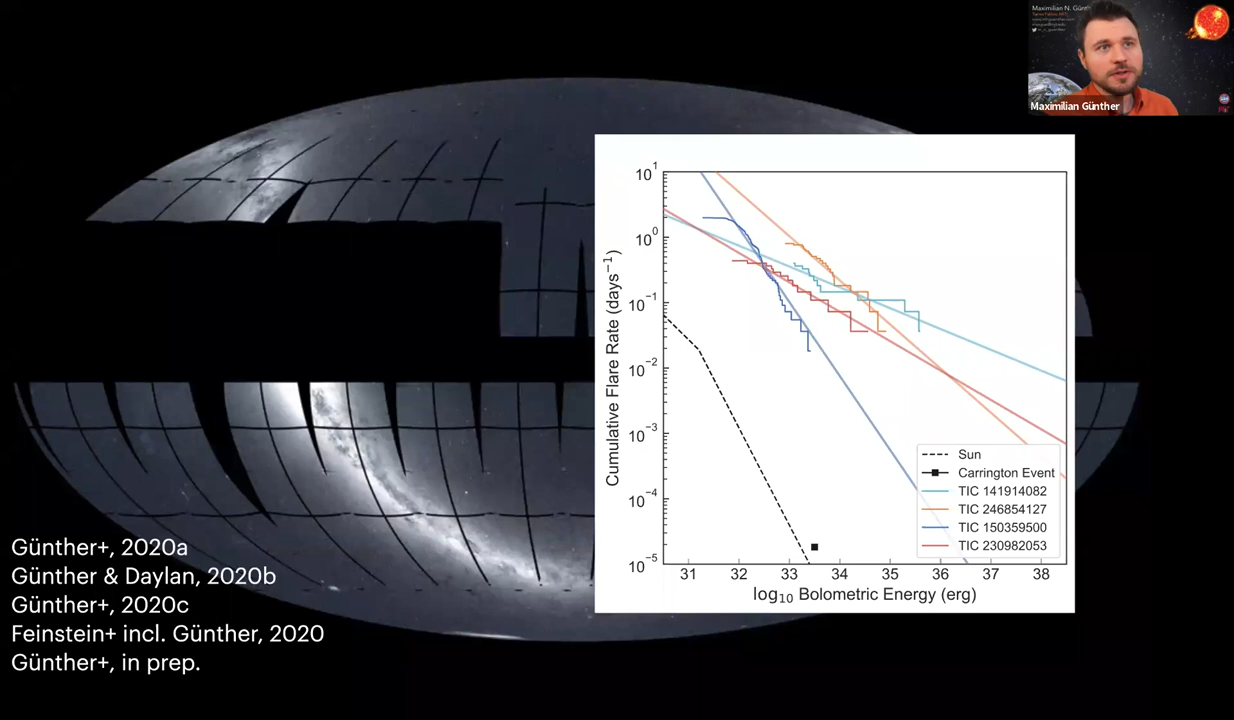 Maximilian N. Günth
Maximilian Günther
10¹
10⁰
10⁻¹
10⁻²
10⁻³
10⁻⁴
10⁻⁵
Cumulative Flare Rate (days⁻¹)
31 32 33 34 35 36 37 38
log₁₀ Bolometric Energy (erg)
Sun
Carrington Event
TIC 141914082
TIC 246854127
TIC 150359500
TIC 230982053
Günther+, 2020a
Günther & Daylan, 2020b
Günther+, 2020c
Feinstein+ incl. Günther, 2020
Günther+, in prep.